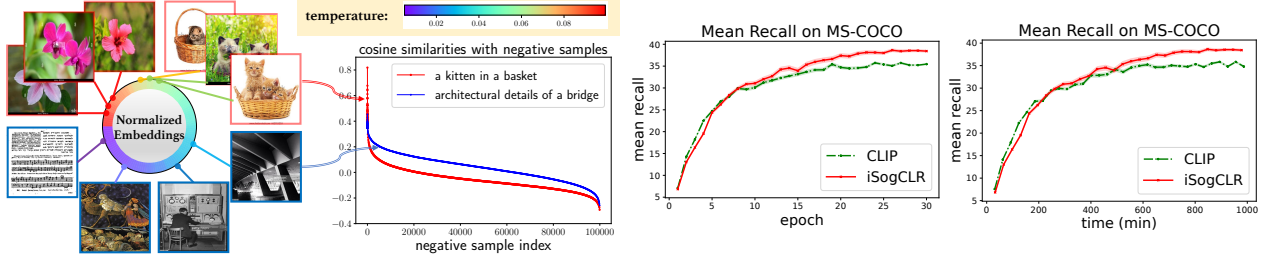 temperature:
0.02 0.04 0.06 0.08
Normalized
Embeddings
cosine similarities with negative samples
a kitten in a basket
architectural details of a bridge
0.8
0.6
0.4
0.2
0.0
−0.2
−0.4
0 20000 40000 60000 80000 100000
negative sample index
Mean Recall on MS-COCO
mean recall
40
35
30
25
20
15
10
5
CLIP
iSogCLR
0 5 10 15 20 25 30
epoch
Mean Recall on MS-COCO
mean recall
40
35
30
25
20
15
10
5
CLIP
iSogCLR
0 200 400 600 800 1000
time (min)